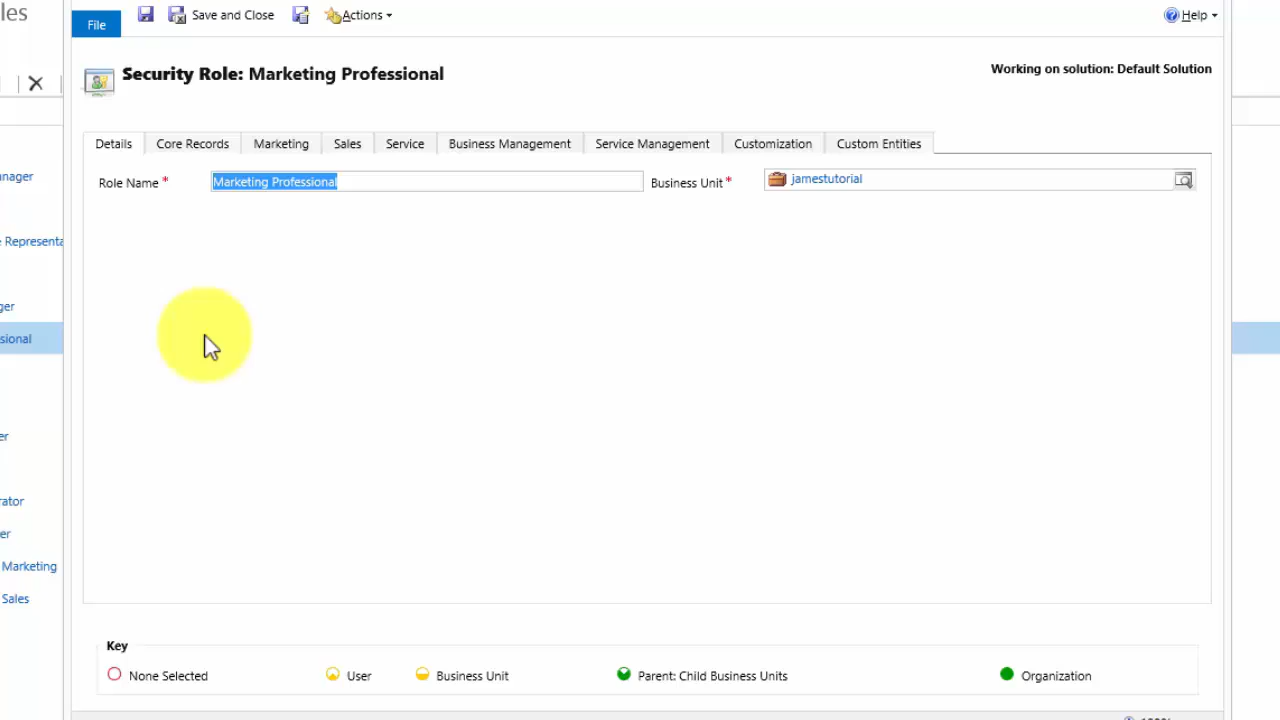 les
File
Save and Close
Actions
Help
Security Role: Marketing Professional
Working on solution: Default Solution
Details
Core Records
Marketing
Sales
Service
Business Management
Service Management
Customization
Custom Entities
Role Name *
Marketing Professional
Business Unit *
jamestutorial
anager
e Representa
ger
sional
er
rator
er
Marketing
Sales
Key
None Selected
User
Business Unit
Parent: Child Business Units
Organization